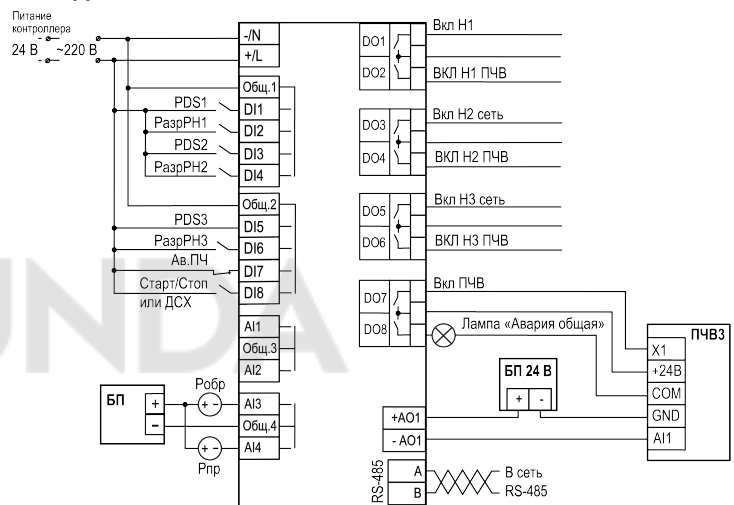 Питание
контроллера
24 В ~220 В
-/N
+/L
Общ.1
PDS1 DI1
РазрРН1 DI2
PDS2 DI3
РазрРН2 DI4
Общ.2
PDS3 DI5
РазрРН3 DI6
Ав.ПЧ DI7
Старт/Стоп
или ДСХ
DI8
AI1
Общ.3
AI2
БП
+
−
Робр
+ -
AI3
Общ.4
+ -
AI4
Рпр
DO1
Вкл Н1
DO2
ВКЛ Н1 ПЧВ
DO3
Вкл Н2 сеть
DO4
ВКЛ Н2 ПЧВ
DO5
Вкл Н3 сеть
DO6
ВКЛ Н3 ПЧВ
DO7
Вкл ПЧВ
DO8
Лампа «Авария общая»
ПЧВ3
X1
+24В
COM
GND
AI1
БП 24 В
+ -
+AO1
- AO1
RS-485
A
B
В сеть
RS-485
UNDA